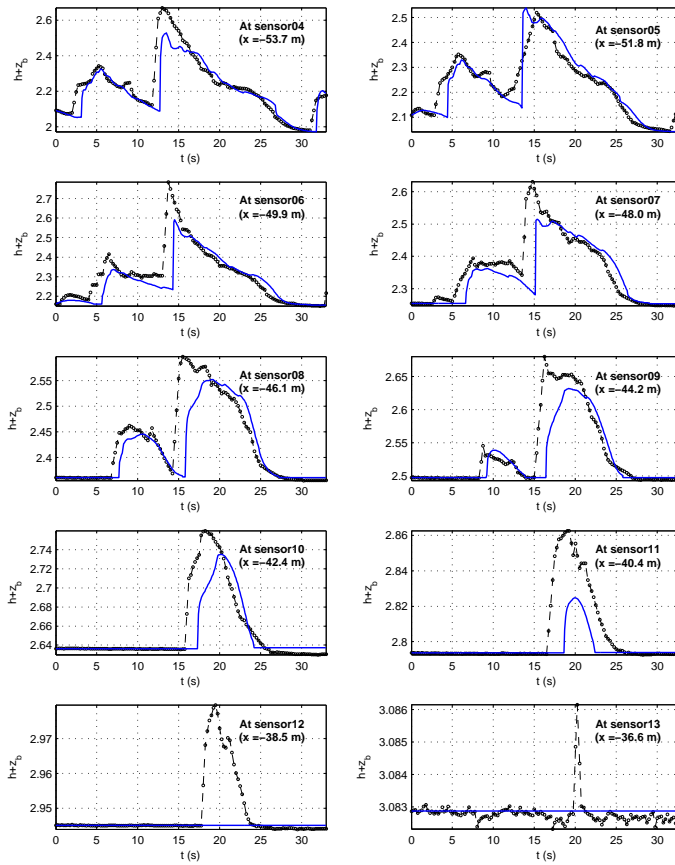 At sensor04
(x =−53.7 m)
h+z_b
2.6
2.4
2.2
2
0 5 10 15 20 25 30
t (s)
At sensor05
(x =−51.8 m)
h+z_b
2.5
2.4
2.3
2.2
2.1
0 5 10 15 20 25 30
t (s)
At sensor06
(x =−49.9 m)
h+z_b
2.7
2.6
2.5
2.4
2.3
2.2
0 5 10 15 20 25 30
t (s)
At sensor07
(x =−48.0 m)
h+z_b
2.6
2.5
2.4
2.3
0 5 10 15 20 25 30
t (s)
At sensor08
(x =−46.1 m)
h+z_b
2.55
2.5
2.45
2.4
0 5 10 15 20 25 30
t (s)
At sensor09
(x =−44.2 m)
h+z_b
2.65
2.6
2.55
2.5
0 5 10 15 20 25 30
t (s)
At sensor10
(x =−42.4 m)
h+z_b
2.74
2.72
2.7
2.68
2.66
2.64
0 5 10 15 20 25 30
t (s)
At sensor11
(x =−40.4 m)
h+z_b
2.86
2.84
2.82
2.8
0 5 10 15 20 25 30
t (s)
At sensor12
(x =−38.5 m)
h+z_b
2.97
2.96
2.95
0 5 10 15 20 25 30
t (s)
At sensor13
(x =−36.6 m)
h+z_b
3.086
3.085
3.084
3.083
0 5 10 15 20 25 30
t (s)